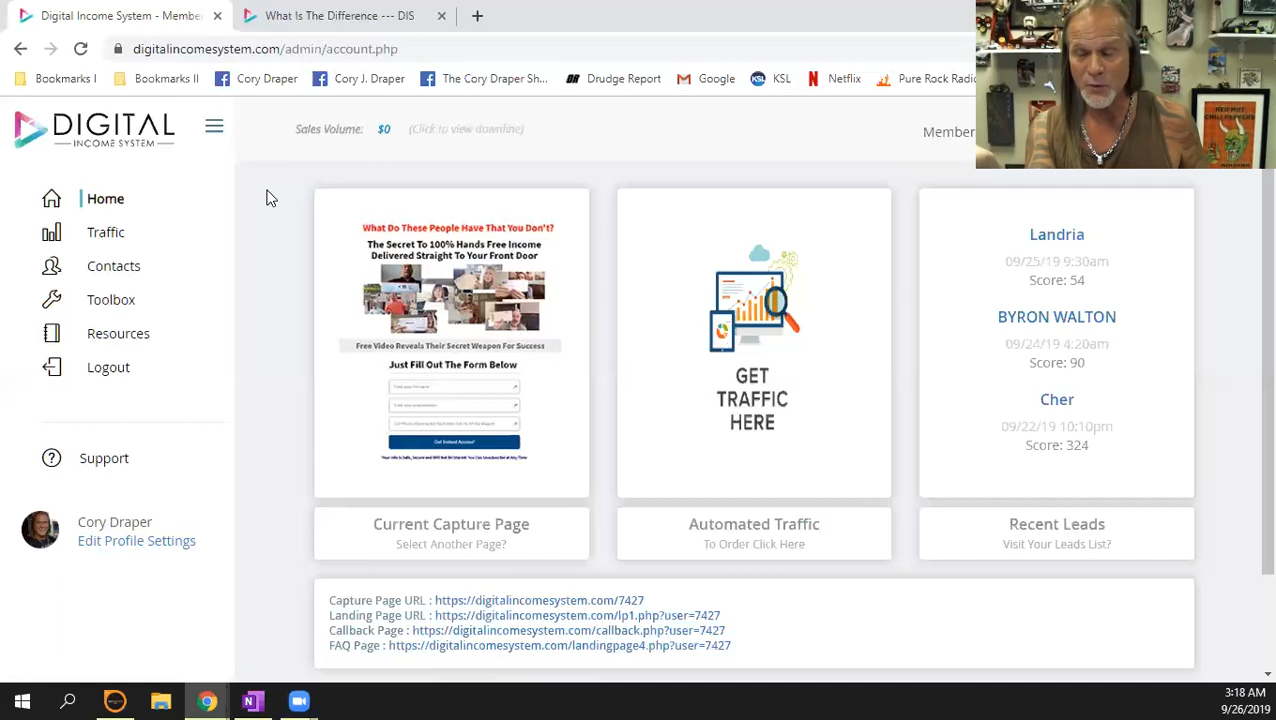 Digital Income System - Membe
What Is The Difference --- DIS
digitalincomesystem.com/admin/account.php
Bookmarks I
Bookmarks II
Cory Draper
Cory J. Draper
The Cory Draper Sh...
Drudge Report
Google
KSL
Netflix
Pure Rock Radio
DIGITAL
INCOME SYSTEM
Sales Volume: $0 (Click to view downline)
Member
RED HOT
CHILI PEPPERS
Home
Traffic
Contacts
Toolbox
Resources
Logout
Support
Cory Draper
Edit Profile Settings
What Do These People Have That You Don't?
The Secret To 100% Hands Free Income
Delivered Straight To Your Front Door
Free Video Reveals Their Secret Weapon For Success
Just Fill Out The Form Below
Get Instant Access!
Current Capture Page
Select Another Page?
GET
TRAFFIC
HERE
Automated Traffic
To Order Click Here
Landria
09/25/19 9:30am
Score: 54
BYRON WALTON
09/24/19 4:20am
Score: 90
Cher
09/22/19 10:10pm
Score: 324
Recent Leads
Visit Your Leads List?
Capture Page URL : https://digitalincomesystem.com/7427
Landing Page URL : https://digitalincomesystem.com/lp1.php?user=7427
Callback Page : https://digitalincomesystem.com/callback.php?user=7427
FAQ Page : https://digitalincomesystem.com/landingpage4.php?user=7427
3:18 AM
9/26/2019